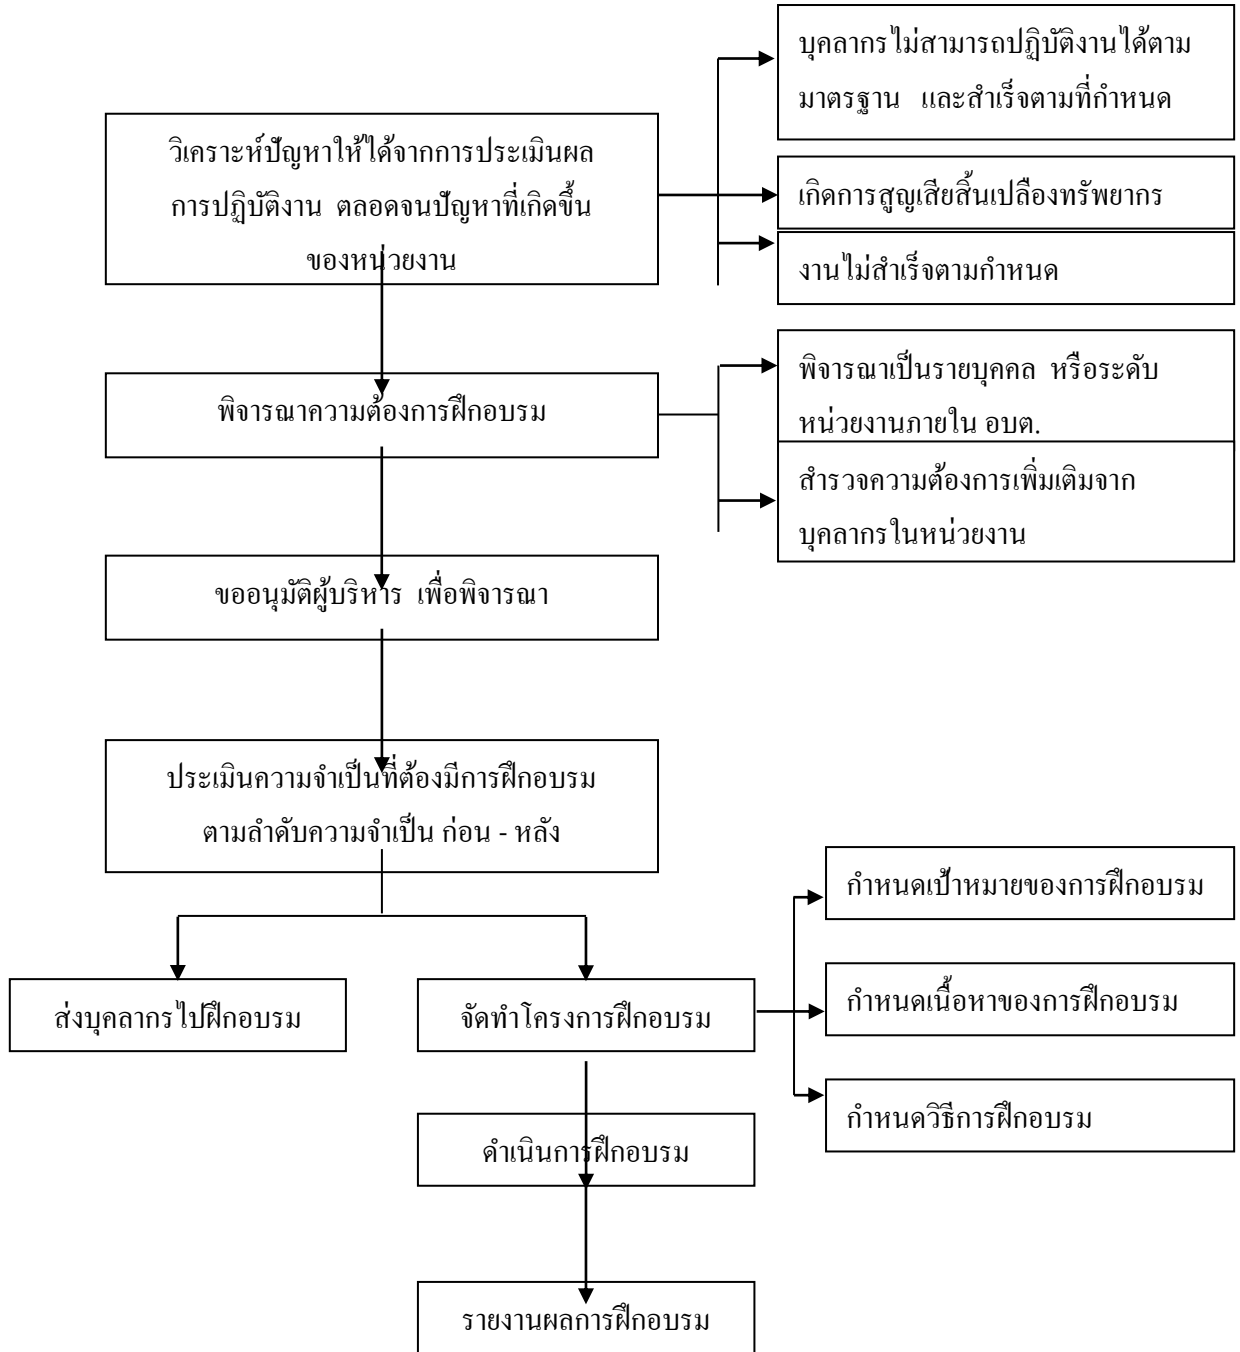 บุคลากรไม่สามารถปฏิบัติงานได้ตาม
มาตรฐาน และสำเร็จตามที่กำหนด
วิเคราะห์ปัญหาให้ได้จากการประเมินผล
การปฏิบัติงาน ตลอดจนปัญหาที่เกิดขึ้น
ของหน่วยงาน
เกิดการสูญเสียสิ้นเปลืองทรัพยากร
งานไม่สำเร็จตามกำหนด
พิจารณาความต้องการฝึกอบรม
พิจารณาเป็นรายบุคคล หรือระดับ
หน่วยงานภายใน อบต.
สำรวจความต้องการเพิ่มเติมจาก
บุคลากรในหน่วยงาน
ขออนุมัติผู้บริหาร เพื่อพิจารณา
ประเมินความจำเป็นที่ต้องมีการฝึกอบรม
ตามลำดับความจำเป็น ก่อน - หลัง
ส่งบุคลากรไปฝึกอบรม
จัดทำโครงการฝึกอบรม
กำหนดเป้าหมายของการฝึกอบรม
กำหนดเนื้อหาของการฝึกอบรม
กำหนดวิธีการฝึกอบรม
ดำเนินการฝึกอบรม
รายงานผลการฝึกอบรม